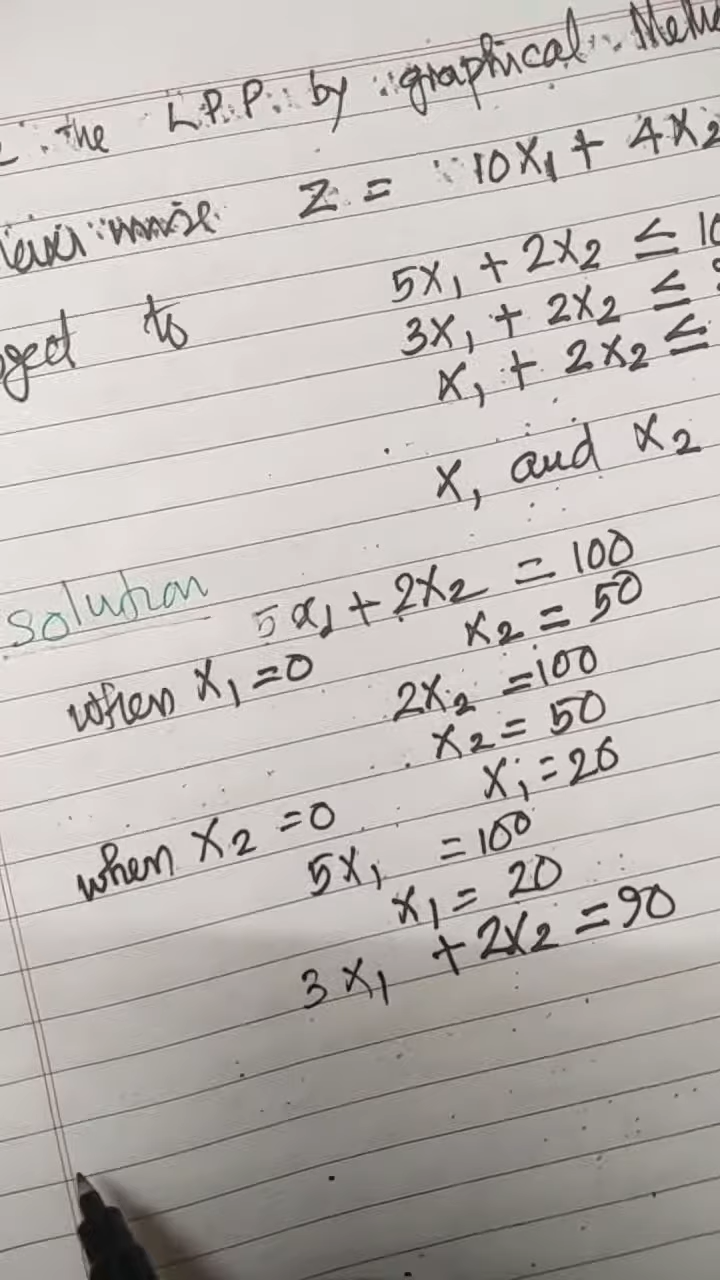 the L.P.P. by graphical
Z = 10X₁ + 4X₂
to 5X₁ + 2X₂ ≤ 10
3X₁ + 2X₂ ≤
X₁ + 2X₂ ≤
X₁ and X₂
Solution 5x₁ + 2X₂ = 100
when X₁ = 0 X₂ = 50
2X₂ = 100
X₂ = 50
X₁ = 20
when X₂ = 0
5X₁ = 100
X₁ = 20
3X₁ + 2X₂ = 90